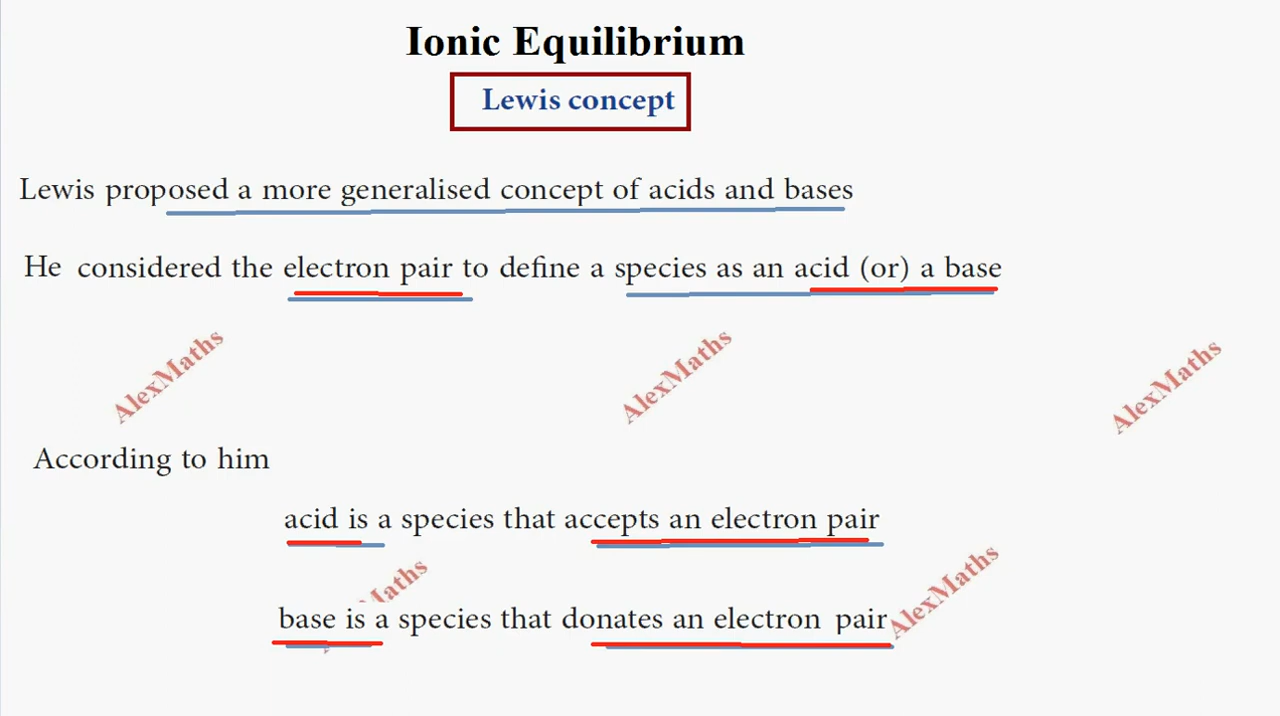 Ionic Equilibrium
Lewis concept
Lewis proposed a more generalised concept of acids and bases
He considered the electron pair to define a species as an acid (or) a base
AlexMaths
AlexMaths
AlexMaths
According to him
acid is a species that accepts an electron pair
Maths
AlexMaths
base is a species that donates an electron pair